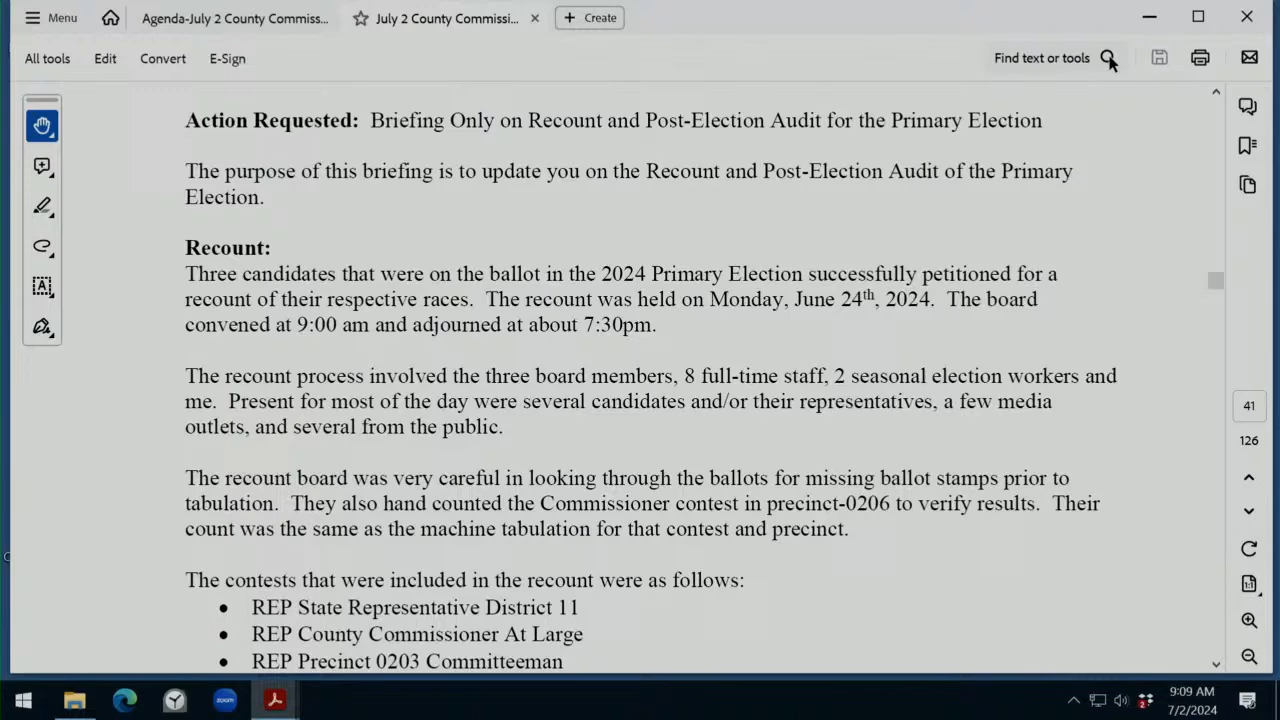 Menu
Agenda-July 2 County Commiss...
July 2 County Commissi...
Create
All tools
Edit
Convert
E-Sign
Find text or tools
Action Requested: Briefing Only on Recount and Post-Election Audit for the Primary Election
The purpose of this briefing is to update you on the Recount and Post-Election Audit of the Primary
Election.
Recount:
Three candidates that were on the ballot in the 2024 Primary Election successfully petitioned for a
recount of their respective races. The recount was held on Monday, June 24th, 2024. The board
convened at 9:00 am and adjourned at about 7:30pm.
The recount process involved the three board members, 8 full-time staff, 2 seasonal election workers and
me. Present for most of the day were several candidates and/or their representatives, a few media
outlets, and several from the public.
The recount board was very careful in looking through the ballots for missing ballot stamps prior to
tabulation. They also hand counted the Commissioner contest in precinct-0206 to verify results. Their
count was the same as the machine tabulation for that contest and precinct.
The contests that were included in the recount were as follows:
• REP State Representative District 11
• REP County Commissioner At Large
• REP Precinct 0203 Committeeman
41
126
1:1
zoom
2
9:09 AM
7/2/2024